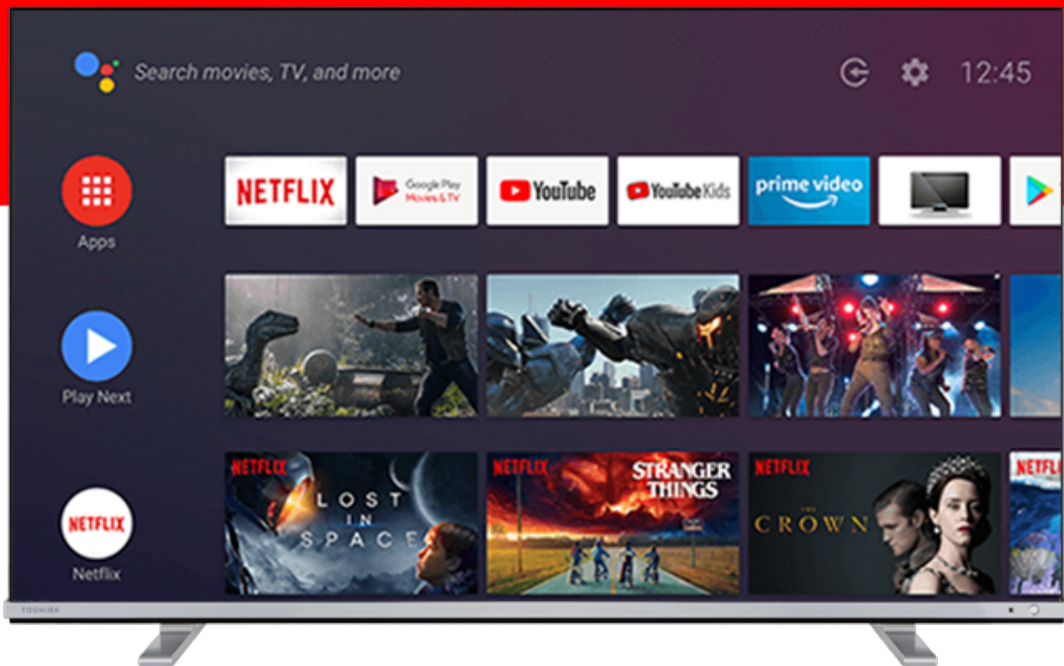 Search movies, TV, and more
12:45
NETFLIX
Google Play
Movies & TV
YouTube
YouTube Kids
prime video
Apps
Play Next
NETFLIX
LOST
IN
SPACE
NETFLIX
STRANGER
THINGS
NETFLIX
THE
CROWN
NETFLI
NETFLIX
Netflix
TOSHIBA